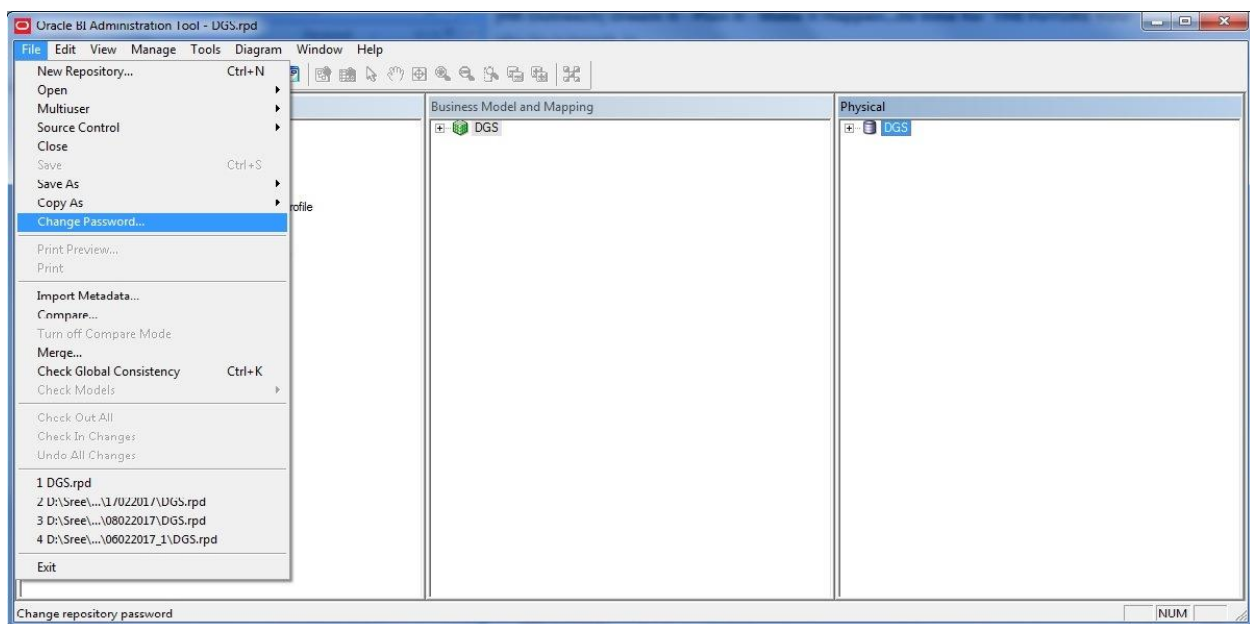 Oracle BI Administration Tool - DGS.rpd
File Edit View Manage Tools Diagram Window Help
New Repository... Ctrl+N
Open
Multiuser
Source Control
Close
Save Ctrl+S
Save As
Copy As
Change Password...
Print Preview...
Print
Import Metadata...
Compare...
Turn off Compare Mode
Merge...
Check Global Consistency Ctrl+K
Check Models
Check Out All
Check In Changes
Undo All Changes
1 DGS.rpd
2 D:\Sree\...\17022017\DGS.rpd
3 D:\Sree\...\08022017\DGS.rpd
4 D:\Sree\...\06022017_1\DGS.rpd
Exit
rofile
Business Model and Mapping
DGS
Physical
DGS
Change repository password
NUM